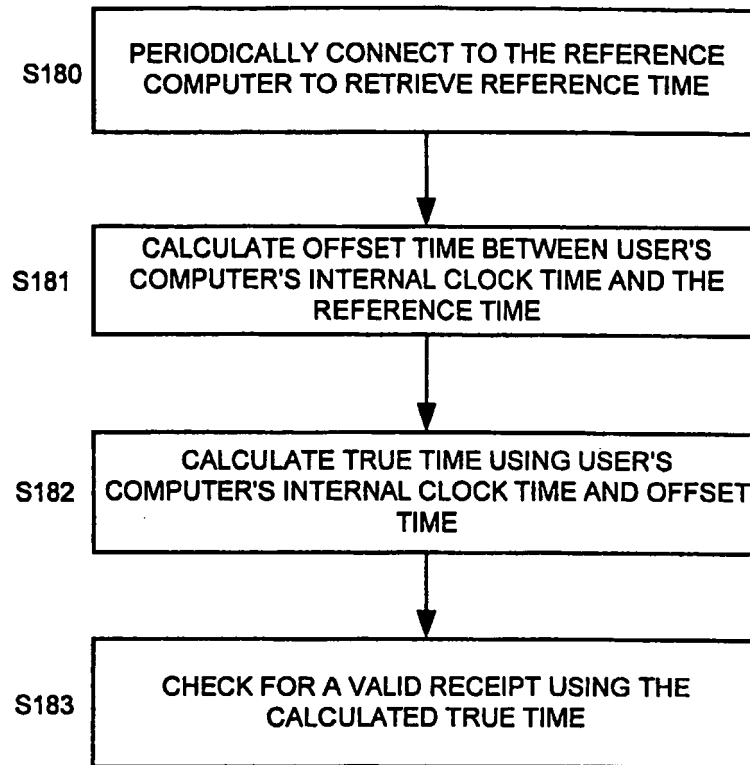 S180
PERIODICALLY CONNECT TO THE REFERENCE
COMPUTER TO RETRIEVE REFERENCE TIME
S181
CALCULATE OFFSET TIME BETWEEN USER'S
COMPUTER'S INTERNAL CLOCK TIME AND THE
REFERENCE TIME
S182
CALCULATE TRUE TIME USING USER'S
COMPUTER'S INTERNAL CLOCK TIME AND OFFSET
TIME
S183
CHECK FOR A VALID RECEIPT USING THE
CALCULATED TRUE TIME